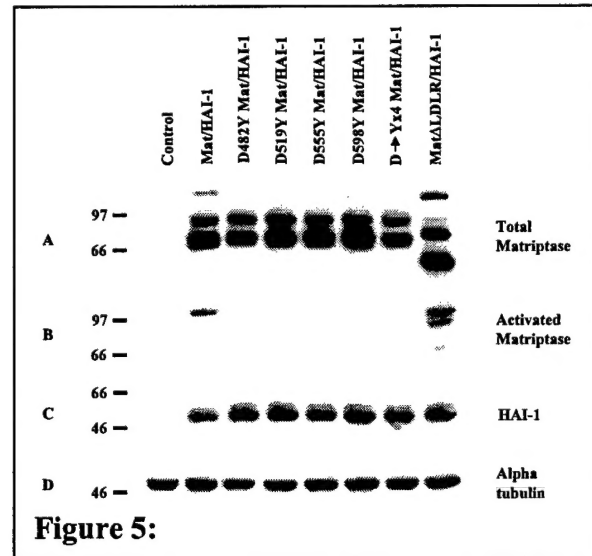 Control
Mat/HAI-1
D482Y Mat/HAI-1
D519Y Mat/HAI-1
D555Y Mat/HAI-1
D598Y Mat/HAI-1
D→Yx4 Mat/HAI-1
MatΔLDLR/HAI-1
A
97
66
Total
Matriptase
B
97
66
Activated
Matriptase
C
66
46
HAI-1
D
46
Alpha
tubulin
Figure 5: